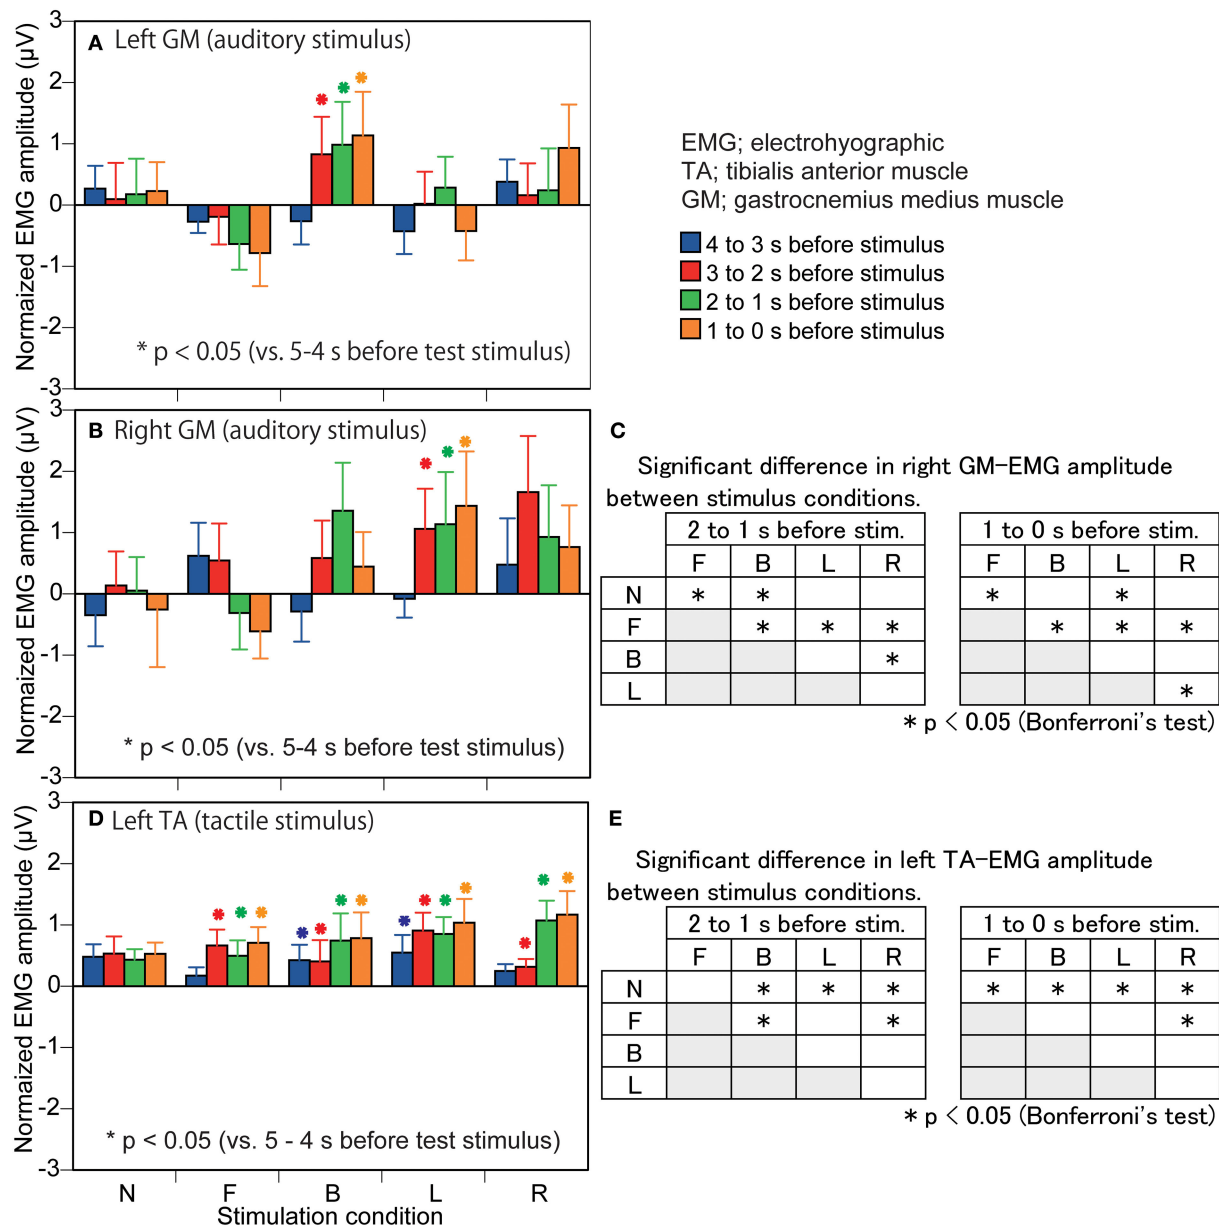 A Left GM (auditory stimulus)
Normaized EMG amplitude (μV)
3
2
1
0
-1
-2
-3
* * *
* p < 0.05 (vs. 5-4 s before test stimulus)
EMG; electrohyographic
TA; tibialis anterior muscle
GM; gastrocnemius medius muscle
4 to 3 s before stimulus
3 to 2 s before stimulus
2 to 1 s before stimulus
1 to 0 s before stimulus
B Right GM (auditory stimulus)
Normaized EMG amplitude (μV)
3
2
1
0
-1
-2
-3
* * *
* p < 0.05 (vs. 5-4 s before test stimulus)
C
Significant difference in right GM-EMG amplitude
between stimulus conditions.
2 to 1 s before stim. 1 to 0 s before stim.
F B L R F B L R
N * * * *
F * * * * * *
B *
L *
* p < 0.05 (Bonferroni's test)
D Left TA (tactile stimulus)
Normaized EMG amplitude (μV)
3
2
1
0
-1
-2
-3
* * * * * * * * * * * * * *
* p < 0.05 (vs. 5 - 4 s before test stimulus)
N F B L R
Stimulation condition
E
Significant difference in left TA-EMG amplitude
between stimulus conditions.
2 to 1 s before stim. 1 to 0 s before stim.
F B L R F B L R
N * * * * * * *
F * * *
B
L
* p < 0.05 (Bonferroni's test)